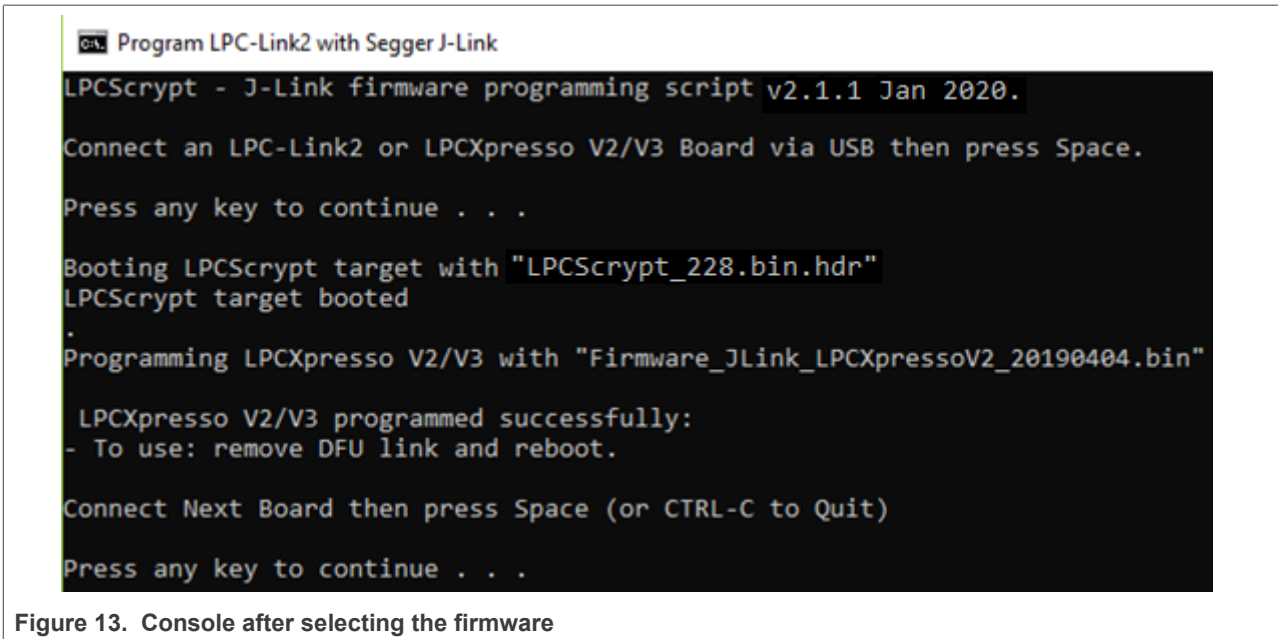 Program LPC-Link2 with Segger J-Link
LPCScrypt - J-Link firmware programming script v2.1.1 Jan 2020.
Connect an LPC-Link2 or LPCXpresso V2/V3 Board via USB then press Space.
Press any key to continue . . .
Booting LPCScrypt target with "LPCScrypt_228.bin.hdr"
LPCScrypt target booted
.
Programming LPCXpresso V2/V3 with "Firmware_JLink_LPCXpressoV2_20190404.bin"
LPCXpresso V2/V3 programmed successfully:
- To use: remove DFU link and reboot.
Connect Next Board then press Space (or CTRL-C to Quit)
Press any key to continue . . .
Figure 13. Console after selecting the firmware